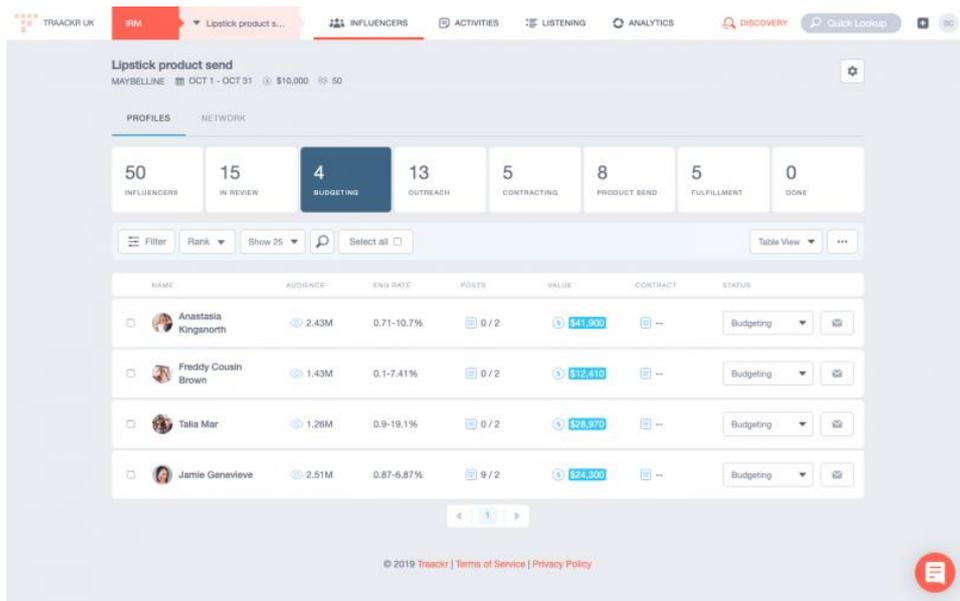 TRAACKR UK
IRM
Lipstick product s...
INFLUENCERS
ACTIVITIES
LISTENING
ANALYTICS
DISCOVERY
Quick Lookup
Lipstick product send
MAYBELLINE OCT 1 - OCT 31 $10,000 50
PROFILES NETWORK
50 15 4 13 5 8 5 0
INFLUENCERS IN REVIEW BUDGETING OUTREACH CONTRACTING PRODUCT SEND FULFILLMENT DONE
Filter Rank Show 25 Select all Table View ...
NAME AUDIENCE ENG RATE POSTS VALUE CONTRACT STATUS
Anastasia
Kingsnorth
2.43M 0.71-10.7% 0 / 2 $41,900 -- Budgeting
Freddy Cousin
Brown
1.43M 0.1-7.41% 0 / 2 $12,410 -- Budgeting
Talia Mar 1.26M 0.9-19.1% 0 / 2 $28,970 -- Budgeting
Jamie Genevieve 2.51M 0.87-6.87% 9 / 2 $24,300 -- Budgeting
1
© 2019 Traackr | Terms of Service | Privacy Policy